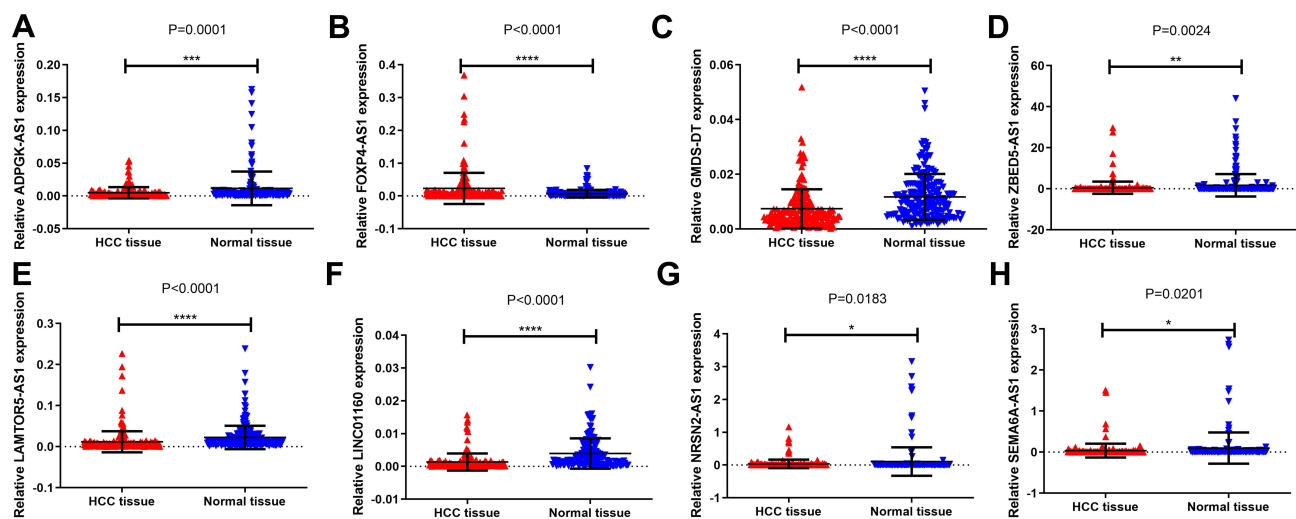 A
P=0.0001
***
Relative ADPGK-AS1 expression
0.20
0.15
0.10
0.05
0.00
-0.05
HCC tissue
Normal tissue
B
P<0.0001
****
Relative FOXP4-AS1 expression
0.4
0.3
0.2
0.1
0.0
-0.1
HCC tissue
Normal tissue
C
P<0.0001
****
Relative GMDS-DT expression
0.06
0.04
0.02
0.00
HCC tissue
Normal tissue
D
P=0.0024
**
Relative ZBED5-AS1 expression
60
40
20
0
-20
HCC tissue
Normal tissue
E
P<0.0001
****
Relative LAMTOR5-AS1 expression
0.3
0.2
0.1
0.0
-0.1
HCC tissue
Normal tissue
F
P<0.0001
****
Relative LINC01160 expression
0.04
0.03
0.02
0.01
0.00
-0.01
HCC tissue
Normal tissue
G
P=0.0183
*
Relative NRSN2-AS1 expression
4
3
2
1
0
-1
HCC tissue
Normal tissue
H
P=0.0201
*
Relative SEMA6A-AS1 expression
3
2
1
0
-1
HCC tissue
Normal tissue